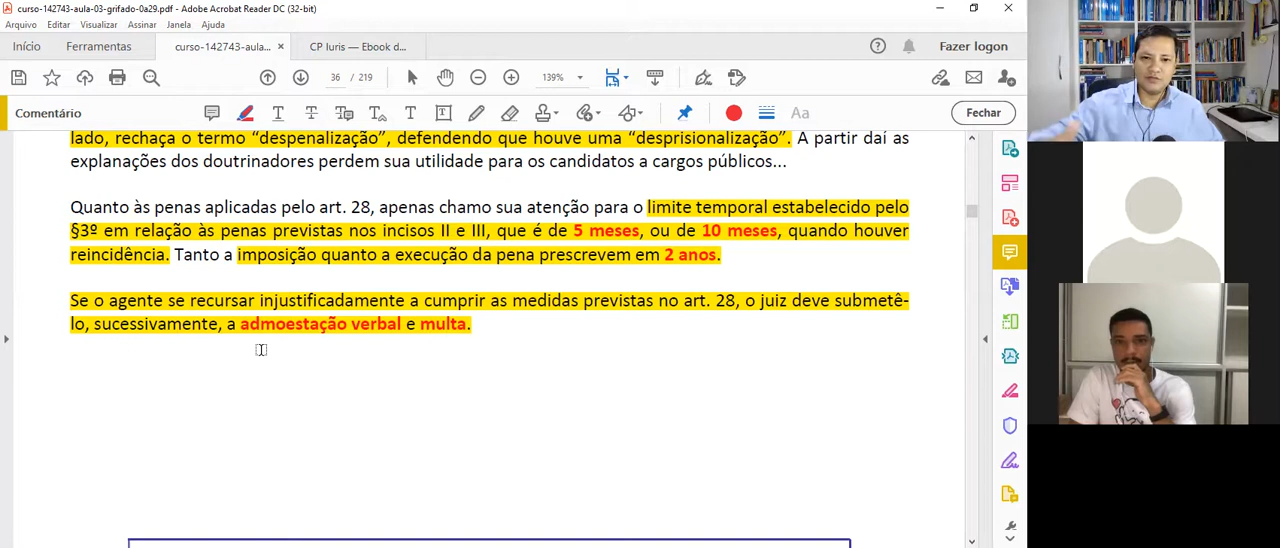 curso-142743-aula-03-grifado-0a29.pdf - Adobe Acrobat Reader DC (32-bit)
Arquivo Editar Visualizar Assinar Janela Ajuda
Início Ferramentas curso-142743-aula... × CP Iuris — Ebook d... Fazer logon
36 / 219 139%
Comentário Aa Fechar
lado, rechaça o termo “despenalização”, defendendo que houve uma “desprisionalização”. A partir daí as
explanações dos doutrinadores perdem sua utilidade para os candidatos a cargos públicos...
Quanto às penas aplicadas pelo art. 28, apenas chamo sua atenção para o limite temporal estabelecido pelo
§3º em relação às penas previstas nos incisos II e III, que é de 5 meses, ou de 10 meses, quando houver
reincidência. Tanto a imposição quanto a execução da pena prescrevem em 2 anos.
Se o agente se recursar injustificadamente a cumprir as medidas previstas no art. 28, o juiz deve submetê-
lo, sucessivamente, a admoestação verbal e multa.